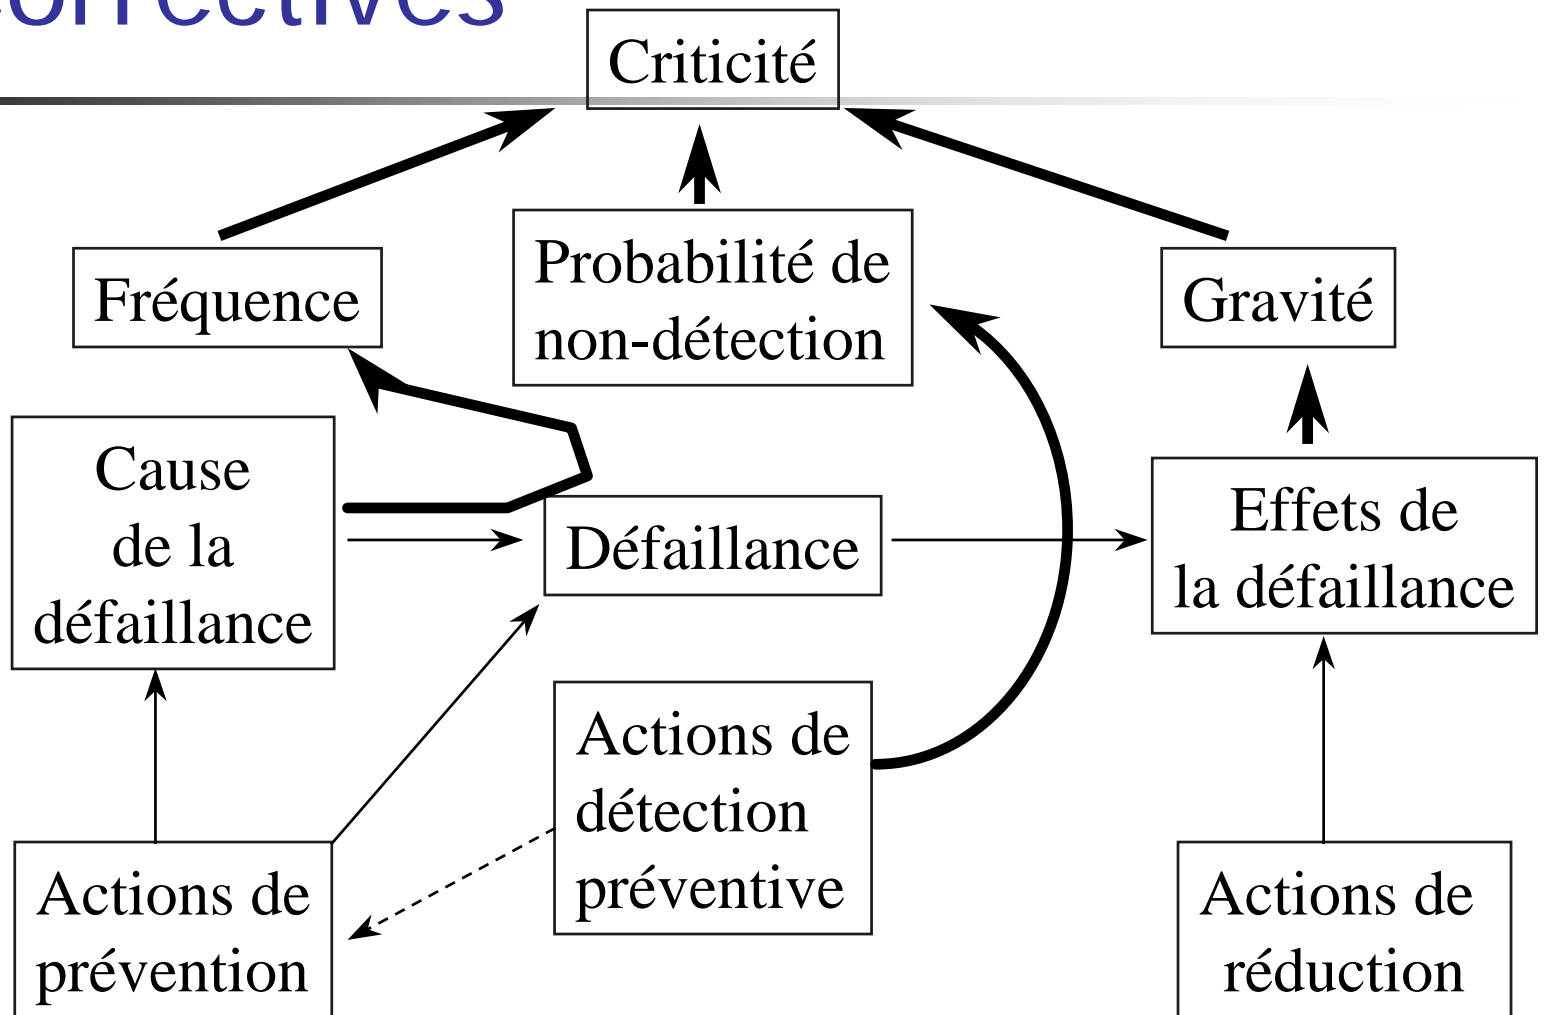 correctives
Criticité
Fréquence
Probabilité de
non-détection
Gravité
Cause
de la
défaillance
Défaillance
Effets de
la défaillance
Actions de
prévention
Actions de
détection
préventive
Actions de
réduction